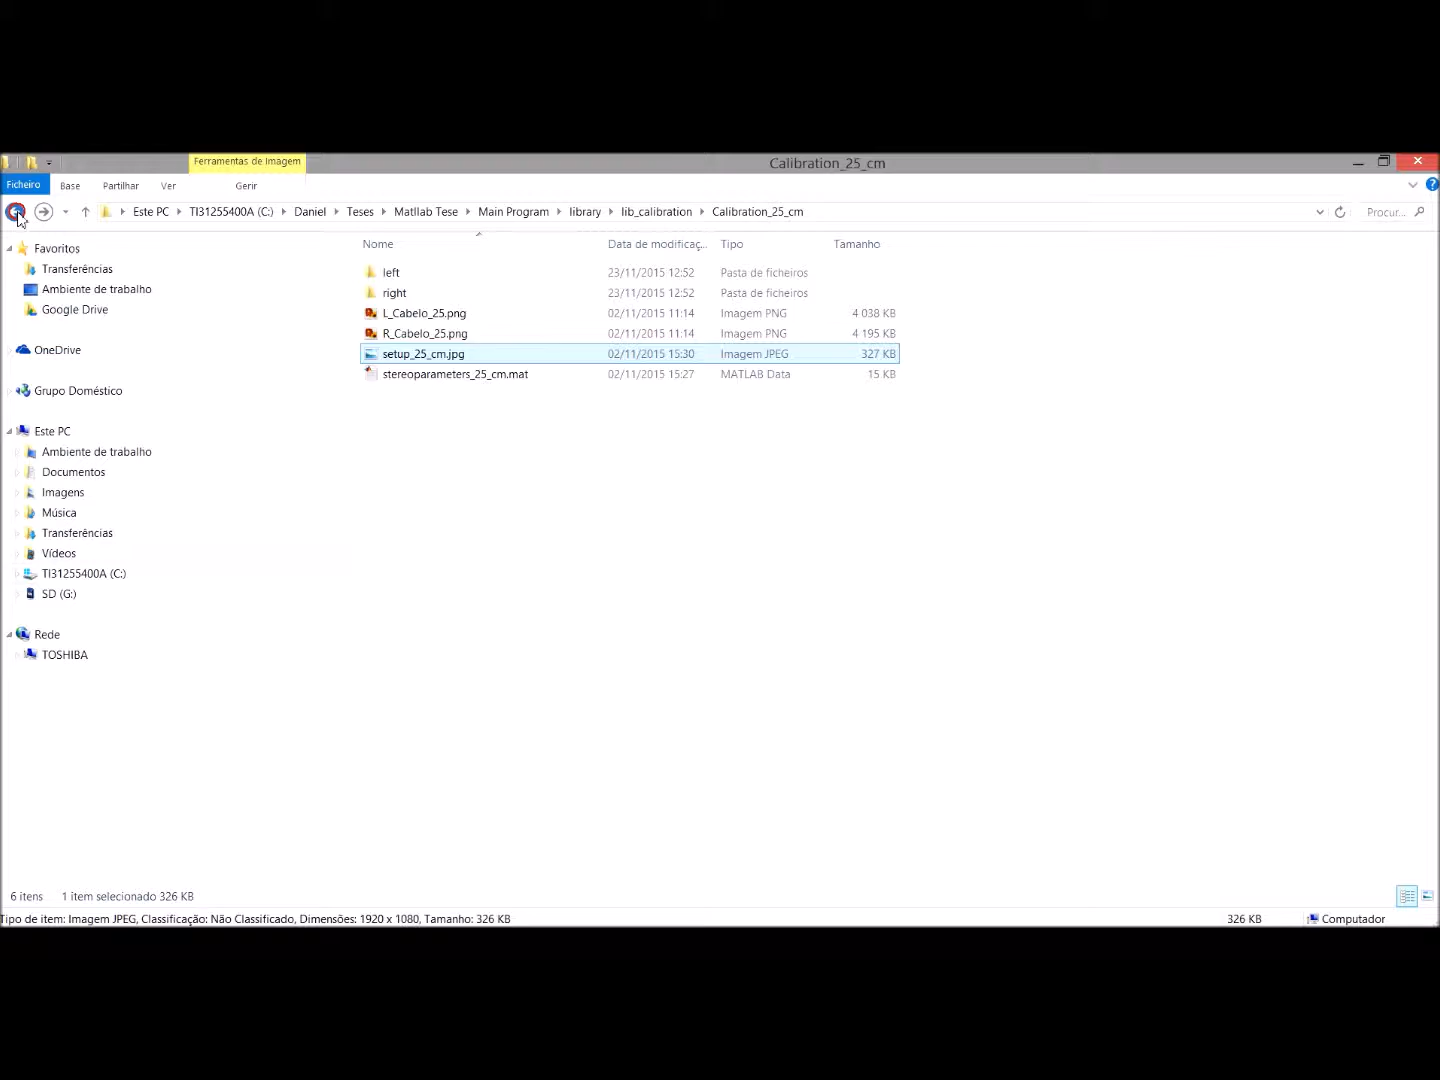 Ferramentas de Imagem
Calibration_25_cm
Ficheiro Base Partilhar Ver Gerir
Este PC TI31255400A (C:) Daniel Teses Matllab Tese Main Program library lib_calibration Calibration_25_cm Procur...
Nome Data de modificaç... Tipo Tamanho
Favoritos
Transferências
Ambiente de trabalho
Google Drive
OneDrive
Grupo Doméstico
Este PC
Ambiente de trabalho
Documentos
Imagens
Música
Transferências
Vídeos
TI31255400A (C:)
SD (G:)
Rede
TOSHIBA
left 23/11/2015 12:52 Pasta de ficheiros
right 23/11/2015 12:52 Pasta de ficheiros
L_Cabelo_25.png 02/11/2015 11:14 Imagem PNG 4 038 KB
R_Cabelo_25.png 02/11/2015 11:14 Imagem PNG 4 195 KB
setup_25_cm.jpg 02/11/2015 15:30 Imagem JPEG 327 KB
stereoparameters_25_cm.mat 02/11/2015 15:27 MATLAB Data 15 KB
6 itens 1 item selecionado 326 KB
Tipo de item: Imagem JPEG, Classificação: Não Classificado, Dimensões: 1920 x 1080, Tamanho: 326 KB 326 KB Computador